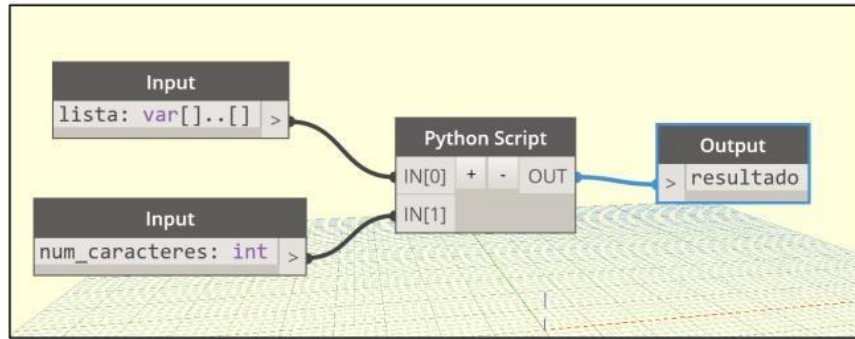 Input
lista: var[]..[] >
Input
num_caracteres: int >
Python Script
IN[0] + - OUT
IN[1]
Output
> resultado